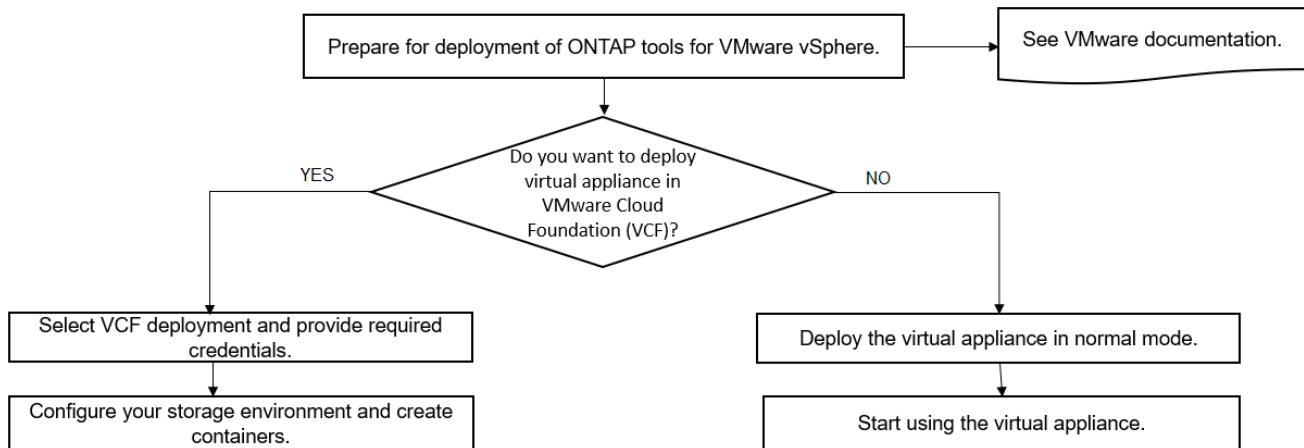 Prepare for deployment of ONTAP tools for VMware vSphere.
See VMware documentation.
Do you want to deploy
virtual appliance in
VMware Cloud
Foundation (VCF)?
YES
NO
Select VCF deployment and provide required
credentials.
Deploy the virtual appliance in normal mode.
Configure your storage environment and create
containers.
Start using the virtual appliance.